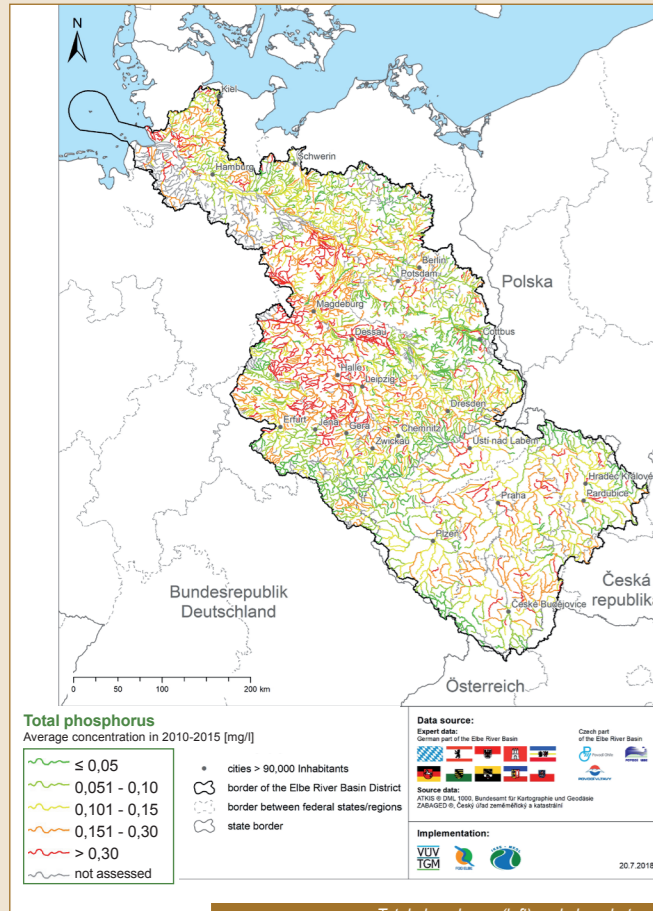 N
Kiel
Schwerin
Hamburg
Berlin
Potsdam
Polska
Magdeburg
Dessau
Cottbus
Halle
Leipzig
Dresden
Erfurt
Jena
Gera
Chemnitz
Zwickau
Ústí nad Labem
Hradec Králové
Praha
Pardubice
Plzeň
Bundesrepublik
Deutschland
Česká
republika
České Budějovice
Österreich
0 50 100 150 200 km
Total phosphorus
Average concentration in 2010-2015 [mg/l]
≤ 0,05
0,051 - 0,10
0,101 - 0,15
0,151 - 0,30
> 0,30
not assessed
cities > 90,000 Inhabitants
border of the Elbe River Basin District
border between federal states/regions
state border
Data source:
Expert data:
German part of the Elbe River Basin
Czech part
of the Elbe River Basin
Source data:
ATKIS ® DML 1000, Bundesamt für Kartographie und Geodäsie
ZABAGED ®, Český úřad zeměměřický a katastrální
Implementation:
VÚV
TGM
20.7.2018